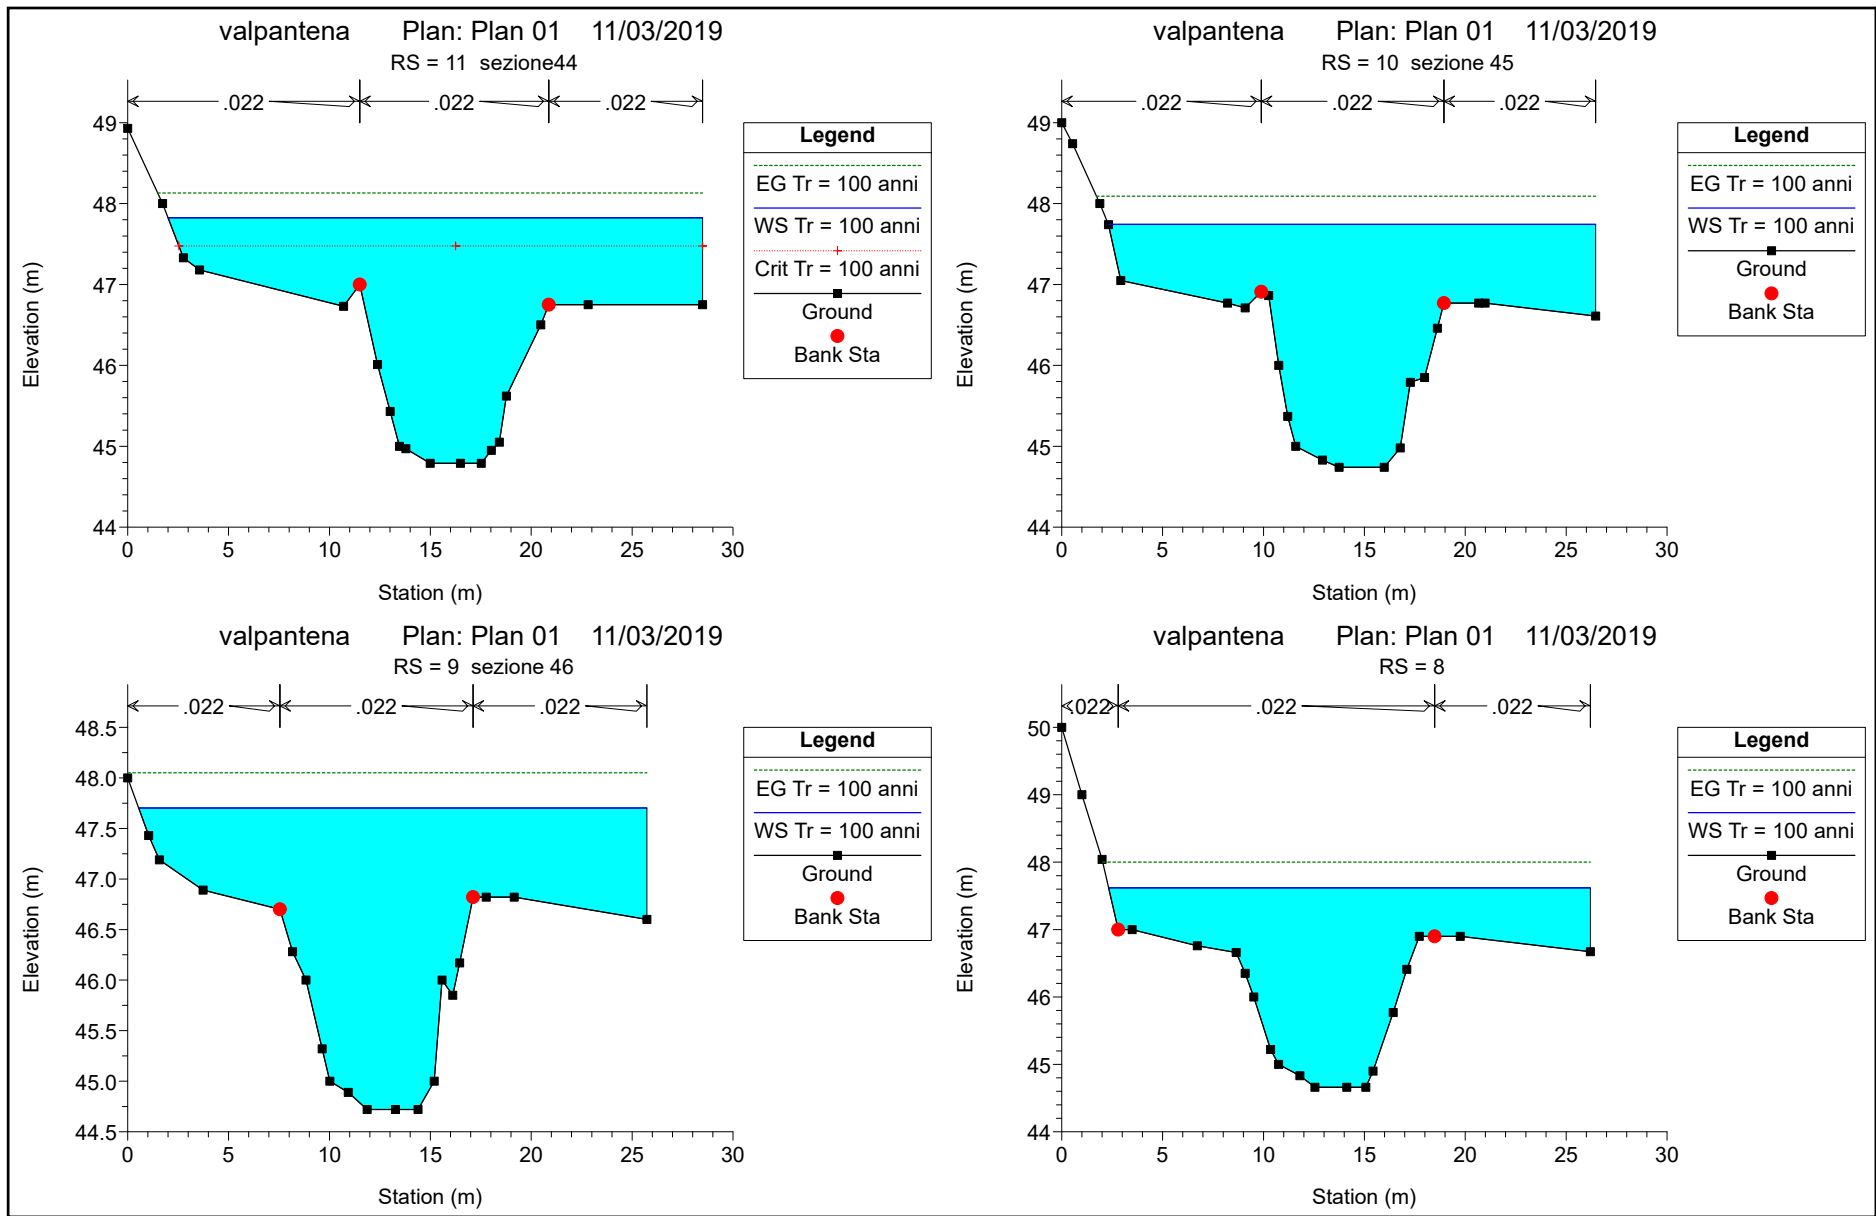 valpantena Plan: Plan 01 11/03/2019
RS = 11 sezione44
.022 .022 .022
Elevation (m)
49
48
47
46
45
44
0 5 10 15 20 25 30
Station (m)
Legend
EG Tr = 100 anni
WS Tr = 100 anni
Crit Tr = 100 anni
Ground
Bank Sta
valpantena Plan: Plan 01 11/03/2019
RS = 10 sezione 45
.022 .022 .022
Elevation (m)
49
48
47
46
45
44
0 5 10 15 20 25 30
Station (m)
Legend
EG Tr = 100 anni
WS Tr = 100 anni
Ground
Bank Sta
valpantena Plan: Plan 01 11/03/2019
RS = 9 sezione 46
.022 .022 .022
Elevation (m)
48.5
48.0
47.5
47.0
46.5
46.0
45.5
45.0
44.5
0 5 10 15 20 25 30
Station (m)
Legend
EG Tr = 100 anni
WS Tr = 100 anni
Ground
Bank Sta
valpantena Plan: Plan 01 11/03/2019
RS = 8
.022 .022 .022
Elevation (m)
50
49
48
47
46
45
44
0 5 10 15 20 25 30
Station (m)
Legend
EG Tr = 100 anni
WS Tr = 100 anni
Ground
Bank Sta